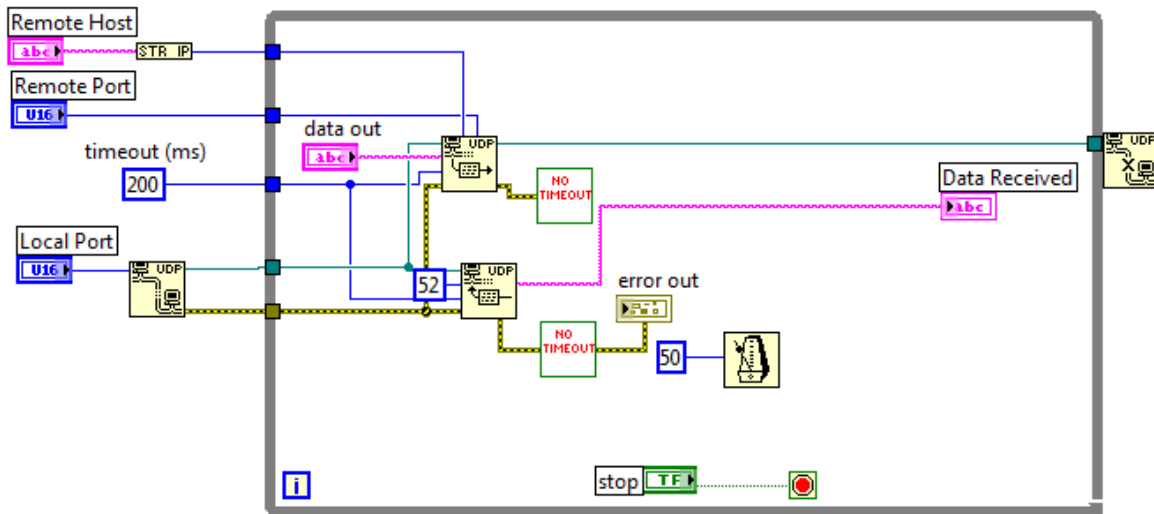 Remote Host
abc
STR IP
Remote Port
U16
data out
abc
UDP
timeout (ms)
200
NO
TIMEOUT
UDP
Data Received
abc
Local Port
U16
UDP
52
UDP
error out
NO
TIMEOUT
50
i
stop
TF